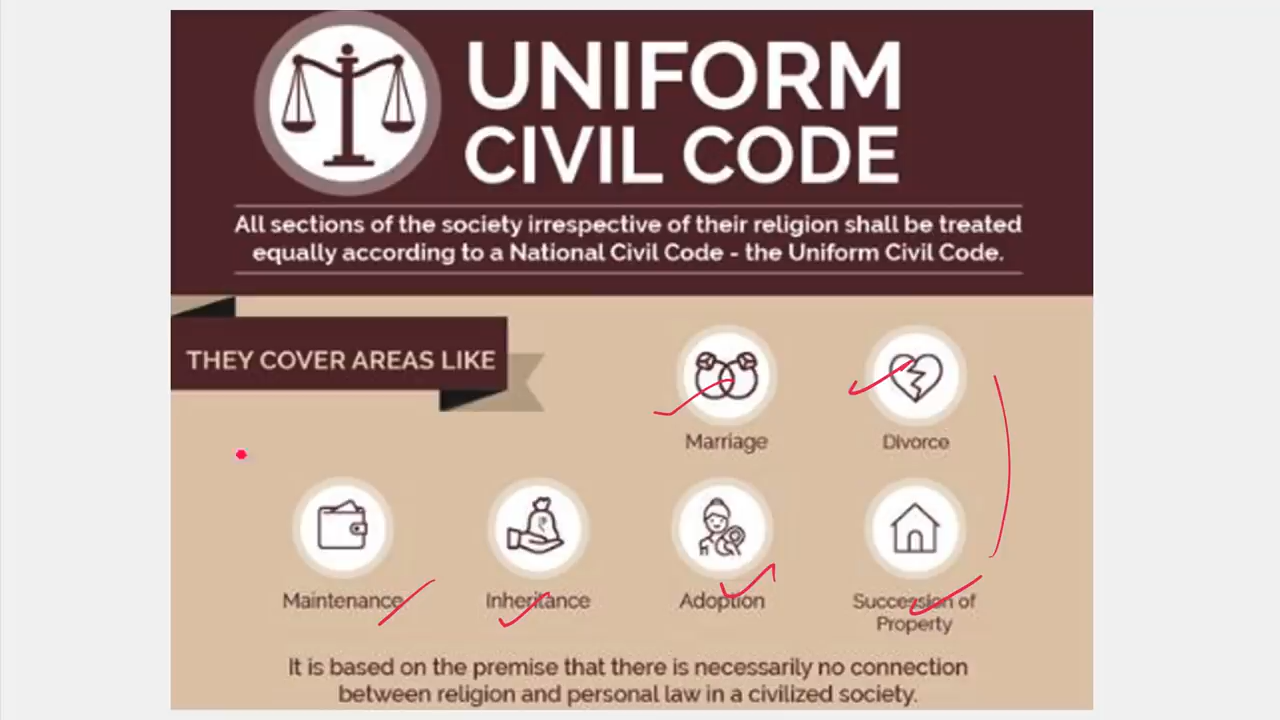 UNIFORM
CIVIL CODE
All sections of the society irrespective of their religion shall be treated
equally according to a National Civil Code - the Uniform Civil Code.
THEY COVER AREAS LIKE
Marriage
Divorce
Maintenance
Inheritance
Adoption
Succession of
Property
It is based on the premise that there is necessarily no connection
between religion and personal law in a civilized society.